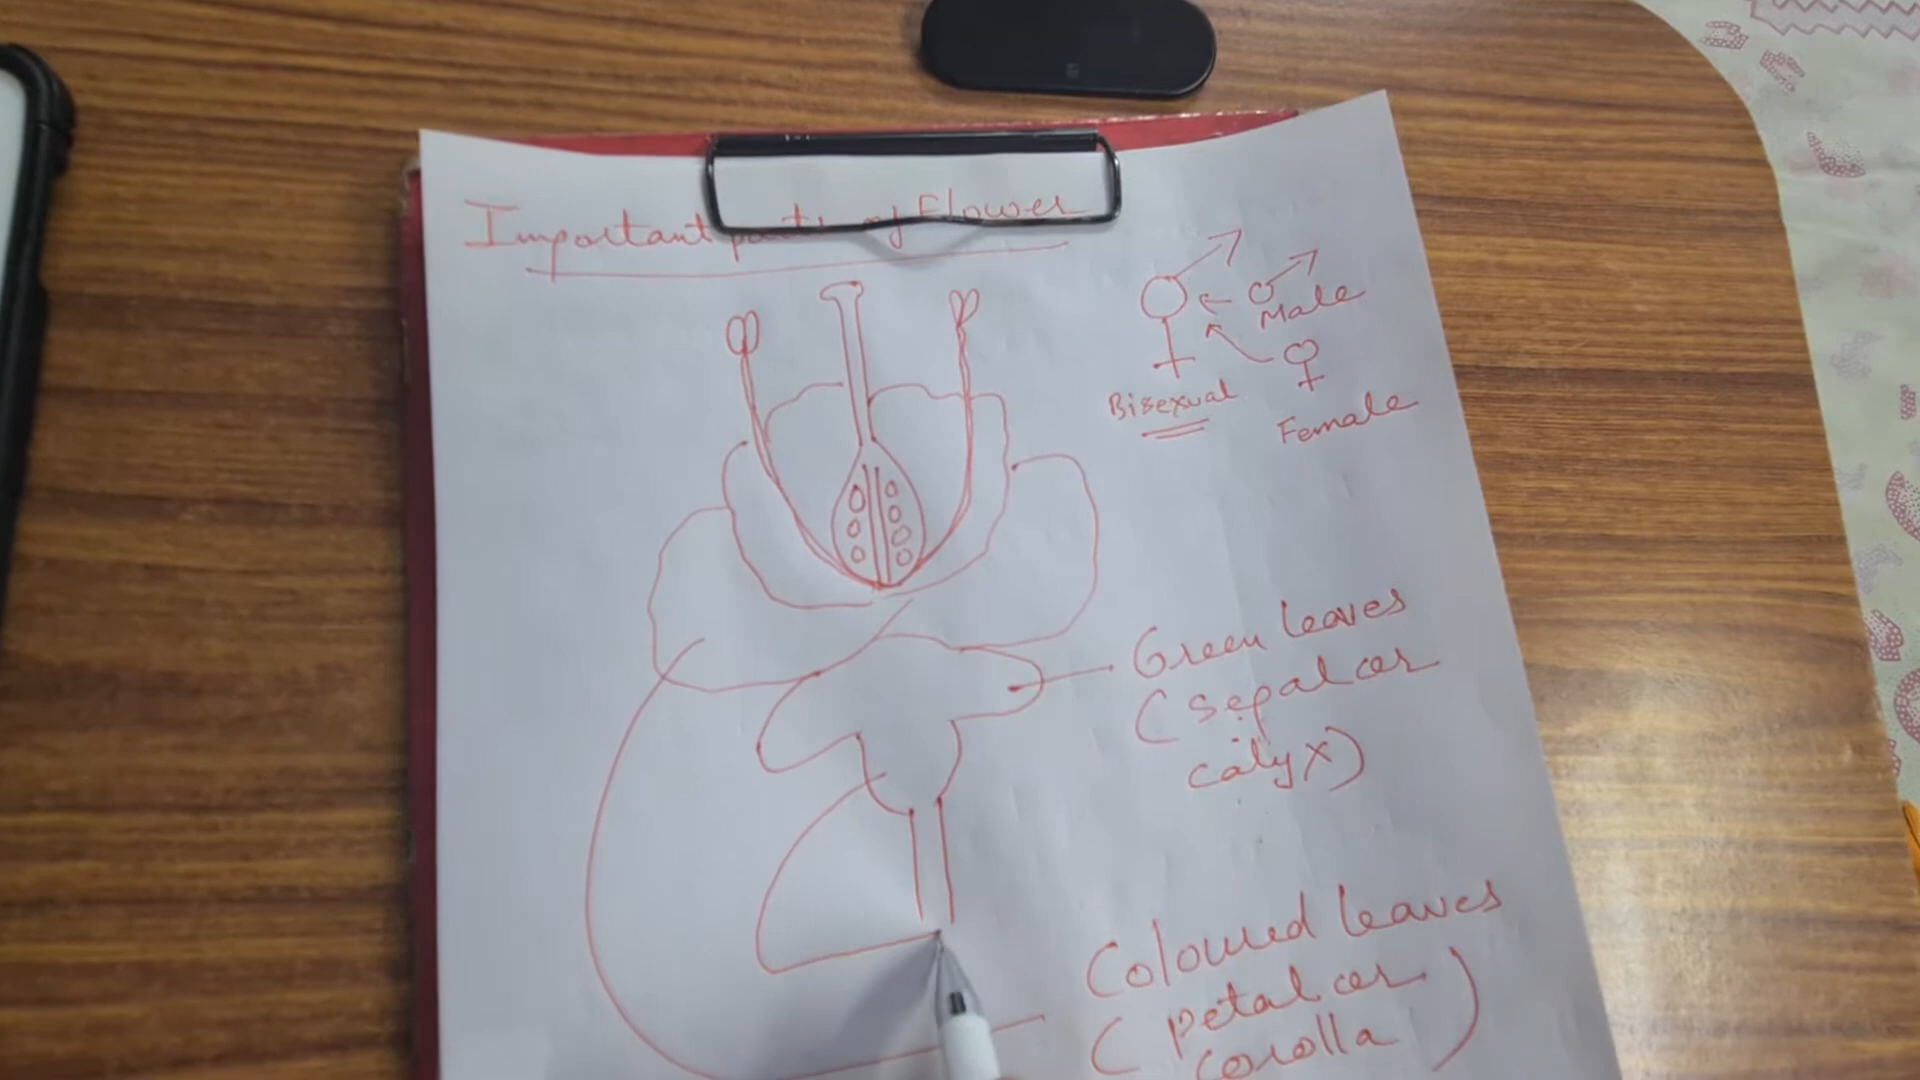 Important parts of Flower
Male
Bisexual
Female
Green leaves
(sepal or
calyx)
Coloured leaves
(petal or
corolla)